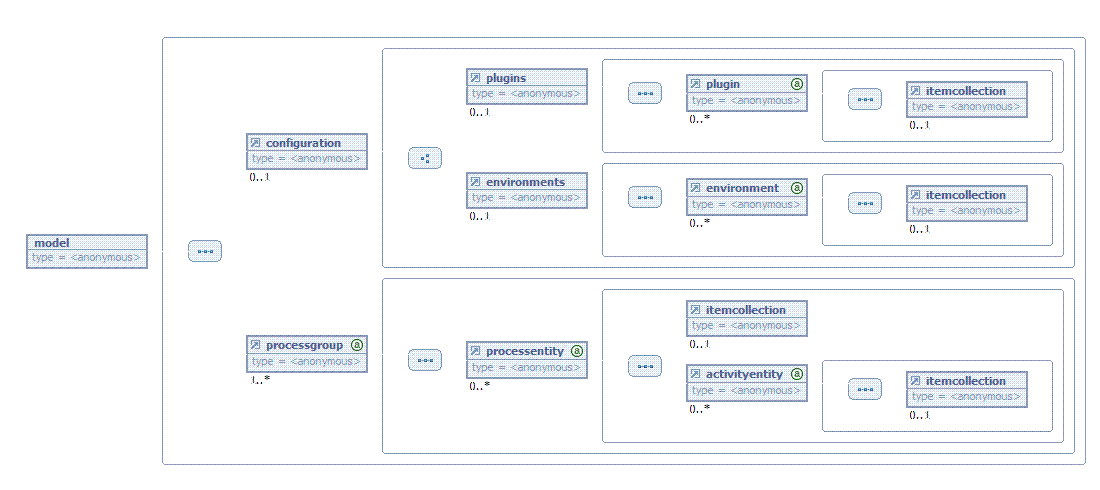 model
type = <anonymous>
configuration
type = <anonymous>
0..1
plugins
type = <anonymous>
0..1
plugin a
type = <anonymous>
0..*
itemcollection
type = <anonymous>
0..1
environments
type = <anonymous>
0..1
environment a
type = <anonymous>
0..*
itemcollection
type = <anonymous>
0..1
processgroup a
type = <anonymous>
1..*
processentity a
type = <anonymous>
0..*
itemcollection
type = <anonymous>
0..1
activityentity a
type = <anonymous>
0..*
itemcollection
type = <anonymous>
0..1